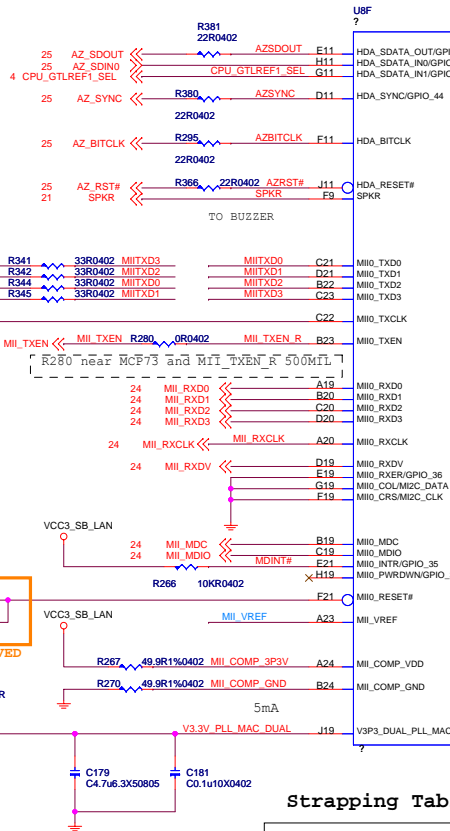 U8F
?
R381
22R0402
25 AZ_SDOUT AZSDOUT E11 HDA_SDATA_OUT/GPI
25 AZ_SDIN0 H11 HDA_SDATA_IN0/GPIO
4 CPU_GTLREF1_SEL CPU_GTLREF1_SEL G11 HDA_SDATA_IN1/GPIO
25 AZ_SYNC R380 AZSYNC D11 HDA_SYNC/GPIO_44
22R0402
25 AZ_BITCLK R295 AZBITCLK F11 HDA_BITCLK
22R0402
25 AZ_RST# R366 22R0402 AZRST# J11 HDA_RESET#
21 SPKR SPKR F9 SPKR
TO BUZZER
R341 33R0402 MIITXD3 MIITXD0 C21 MII0_TXD0
R342 33R0402 MIITXD2 MIITXD1 D21 MII0_TXD1
R344 33R0402 MIITXD0 MIITXD2 B22 MII0_TXD2
R345 33R0402 MIITXD1 MIITXD3 C23 MII0_TXD3
C22 MII0_TXCLK
MII_TXEN MII_TXEN R280 0R0402 MII_TXEN_R B23 MII0_TXEN
R280 near MCP73 and MII_TXEN_R 500MIL
24 MII_RXD0 A19 MII0_RXD0
24 MII_RXD1 B20 MII0_RXD1
24 MII_RXD2 C20 MII0_RXD2
24 MII_RXD3 D20 MII0_RXD3
24 MII_RXCLK MII_RXCLK A20 MII0_RXCLK
24 MII_RXDV D19 MII0_RXDV
E19 MII0_RXER/GPIO_36
G19 MII0_COL/MI2C_DATA
F19 MII0_CRS/MI2C_CLK
VCC3_SB_LAN
24 MII_MDC B19 MII0_MDC
24 MII_MDIO C19 MII0_MDIO
MDINT# E21 MII0_INTR/GPIO_35
R266 10KR0402 H19 MII0_PWRDWN/GPIO_
F21 MII0_RESET#
VCC3_SB_LAN
MII_VREF A23 MII_VREF
VED
R267 49.9R1%0402 MII_COMP_3P3V A24 MII_COMP_VDD
R270 49.9R1%0402 MII_COMP_GND B24 MII_COMP_GND
R
5mA
V3.3V_PLL_MAC_DUAL J19 V3P3_DUAL_PLL_MAC
?
C179
C4.7u6.3X50805
C181
C0.1u10X0402
Strapping Tab